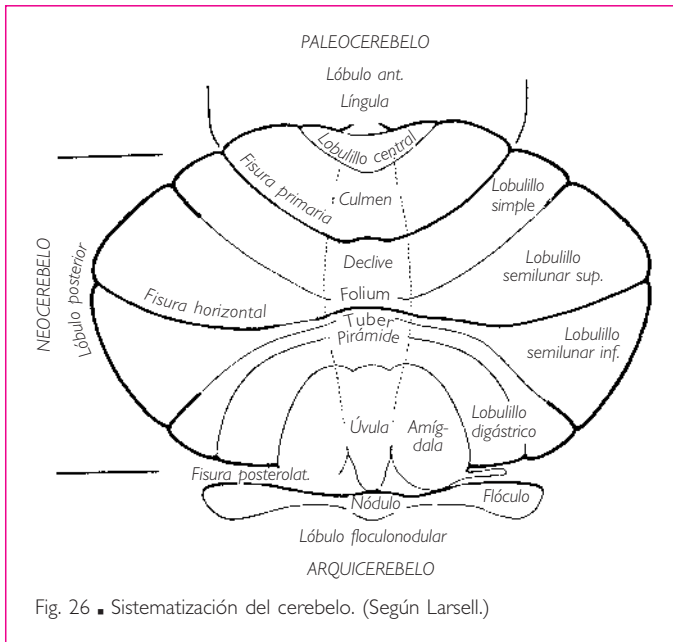 PALEOCEREBELO
Lóbulo ant.
Língula
Lobulillo central
Fisura primaria
Culmen
Lobulillo
simple
Declive
Lobulillo
semilunar sup.
NEOCEREBELO
Lóbulo posterior
Folium
Fisura horizontal
Tuber
Pirámide
Lobulillo
semilunar inf.
Úvula
Amíg-
dala
Lobulillo
digástrico
Fisura posterolat.
Nódulo
Flóculo
Lóbulo floculonodular
ARQUICEREBELO
Fig. 26 ▪ Sistematización del cerebelo. (Según Larsell.)